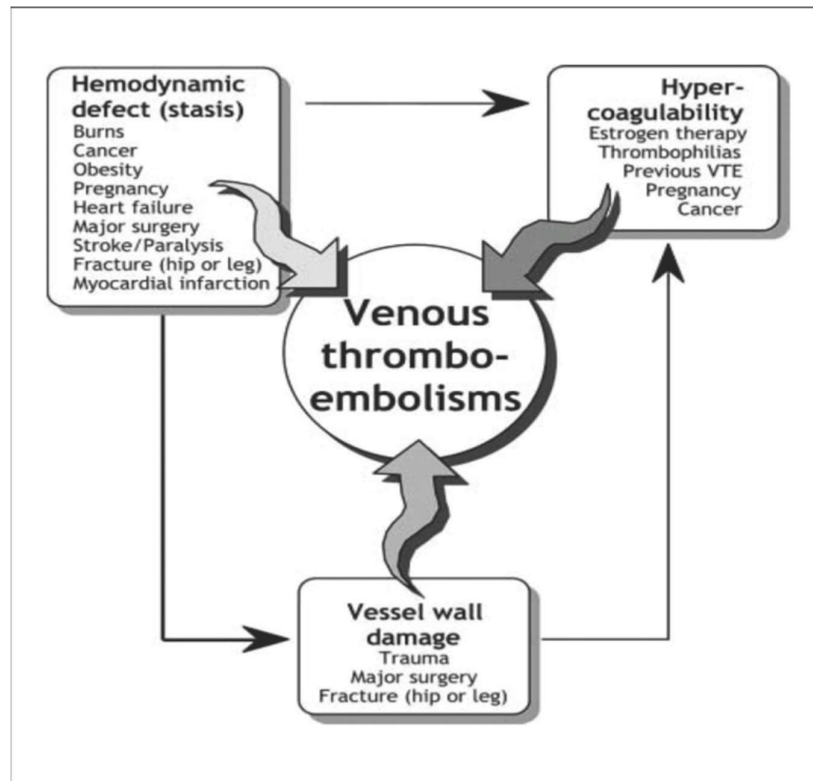 Hemodynamic
defect (stasis)
Burns
Cancer
Obesity
Pregnancy
Heart failure
Major surgery
Stroke/Paralysis
Fracture (hip or leg)
Myocardial infarction
Hyper-
coagulability
Estrogen therapy
Thrombophilias
Previous VTE
Pregnancy
Cancer
Venous
thrombo-
embolisms
Vessel wall
damage
Trauma
Major surgery
Fracture (hip or leg)